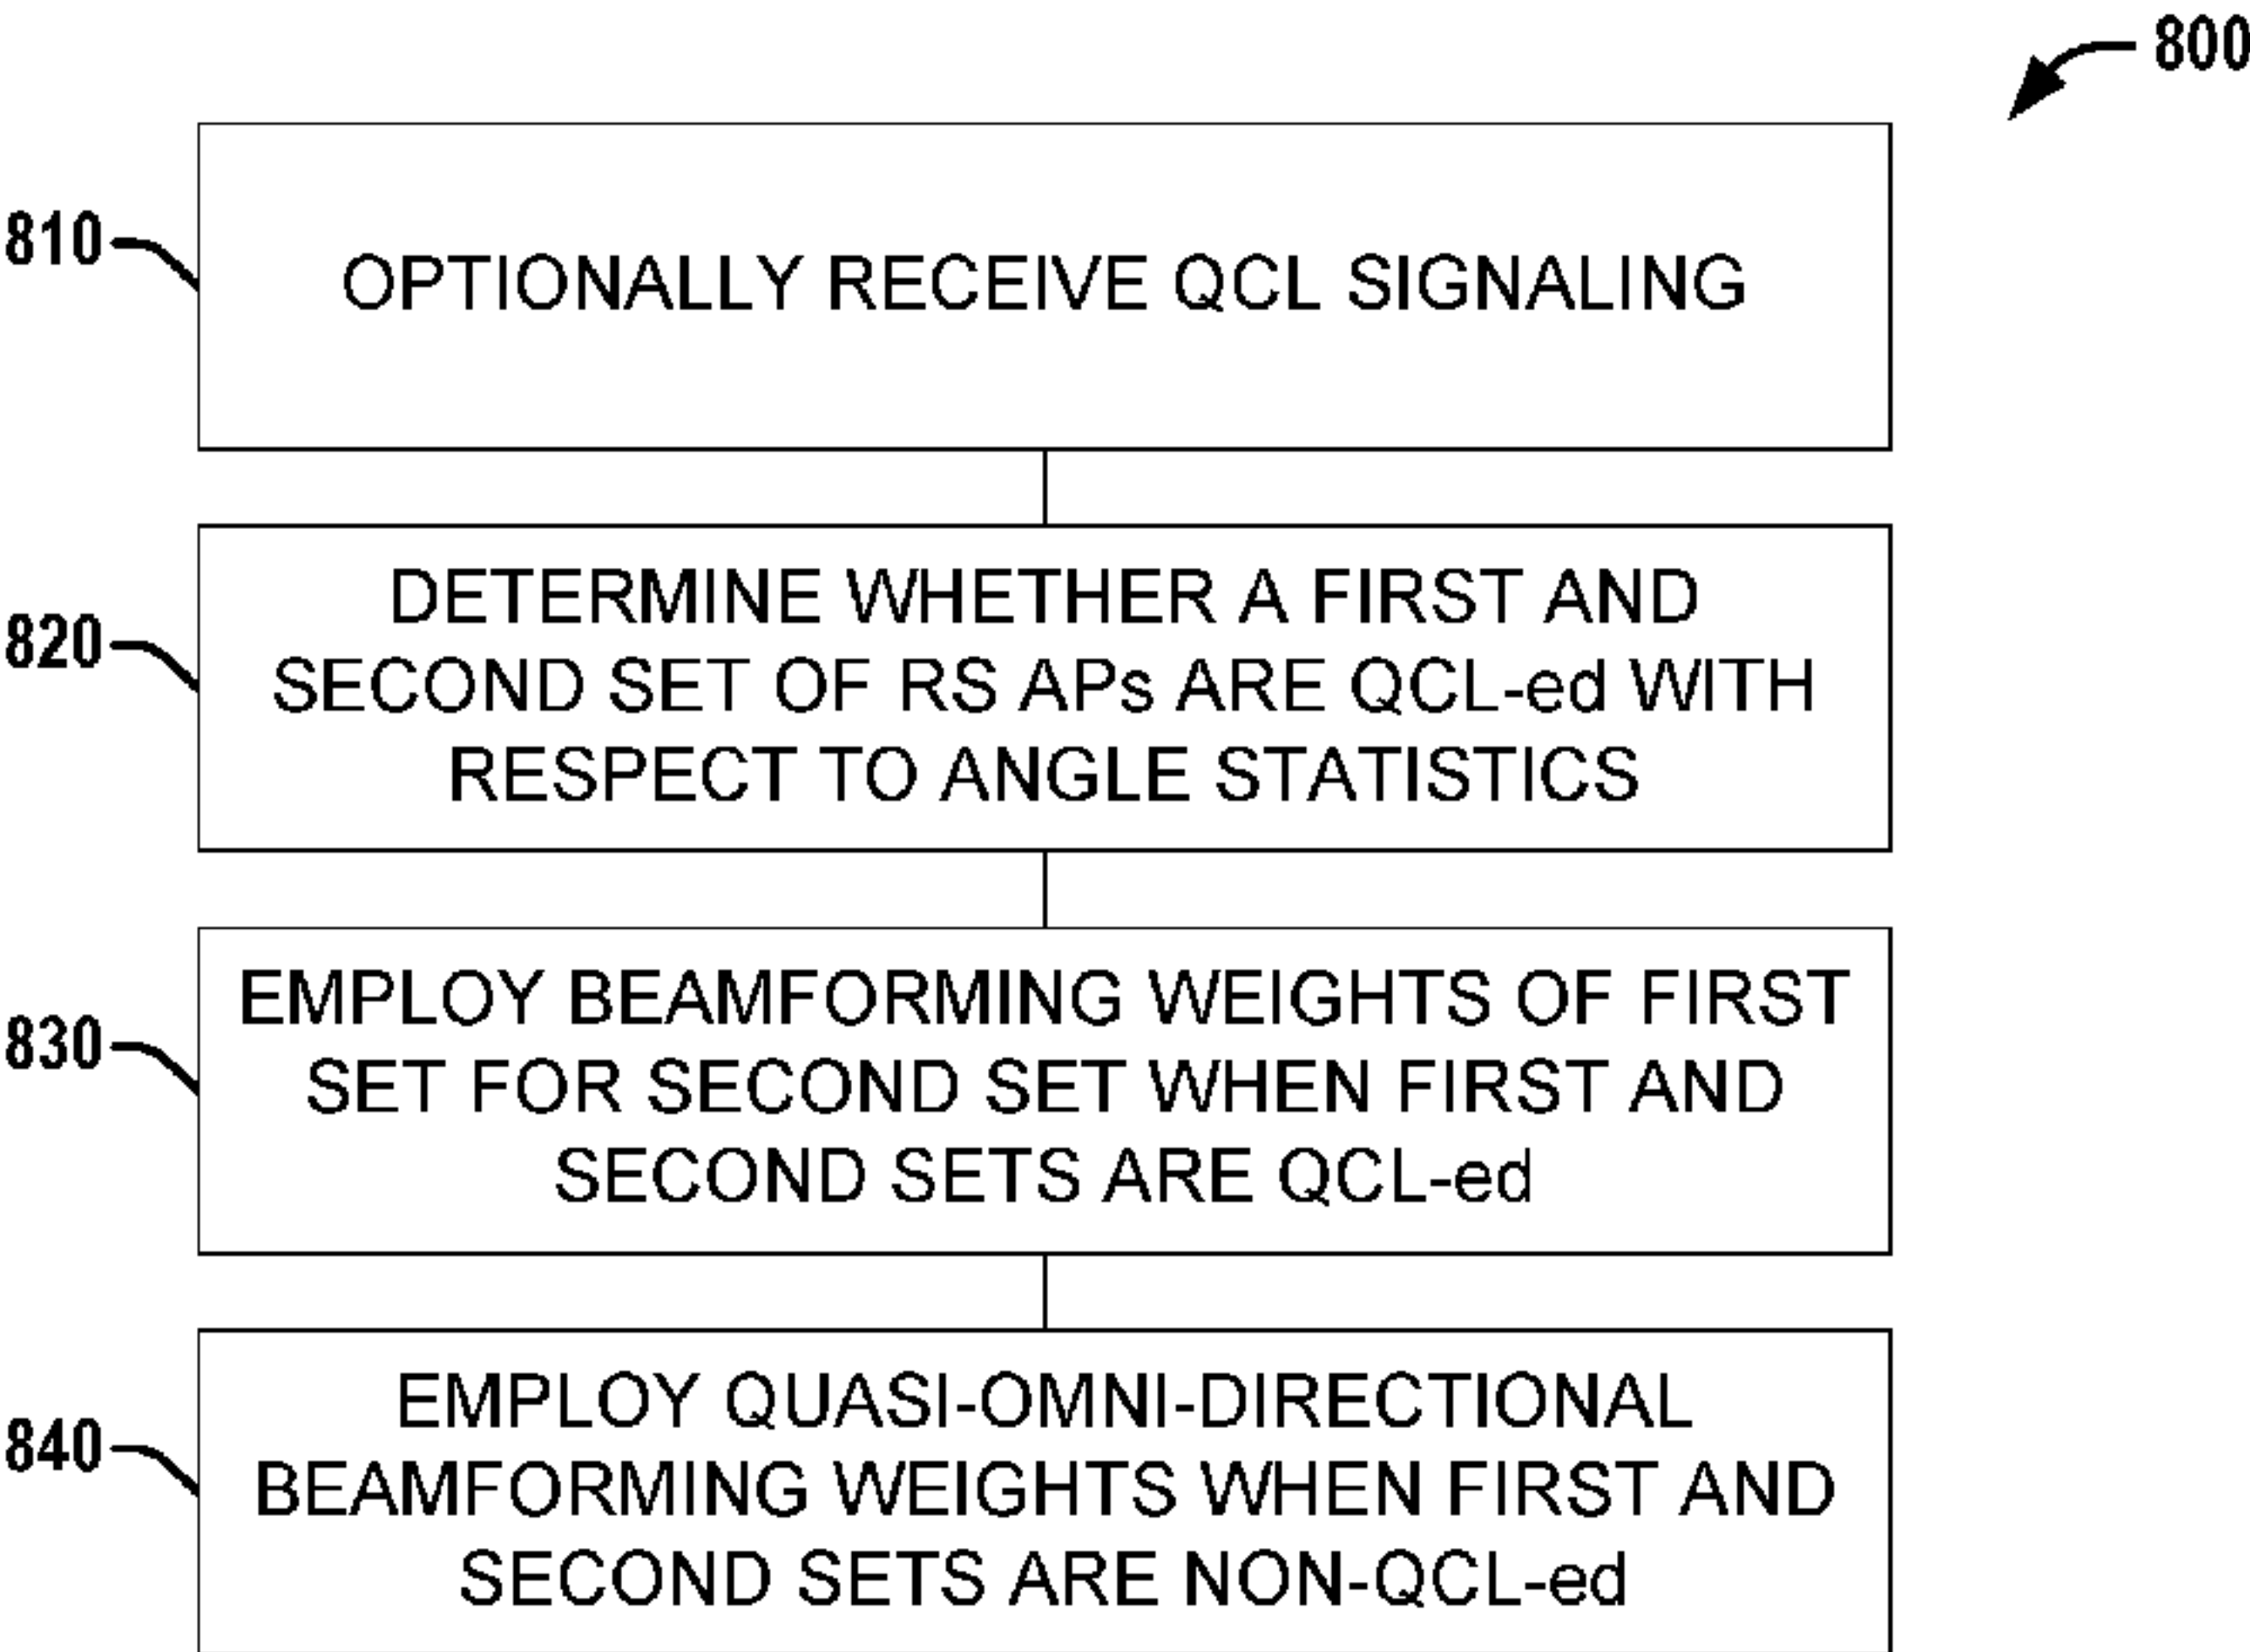 800
810
OPTIONALLY RECEIVE QCL SIGNALING
820
DETERMINE WHETHER A FIRST AND
SECOND SET OF RS APs ARE QCL-ed WITH
RESPECT TO ANGLE STATISTICS
830
EMPLOY BEAMFORMING WEIGHTS OF FIRST
SET FOR SECOND SET WHEN FIRST AND
SECOND SETS ARE QCL-ed
840
EMPLOY QUASI-OMNI-DIRECTIONAL
BEAMFORMING WEIGHTS WHEN FIRST AND
SECOND SETS ARE NON-QCL-ed